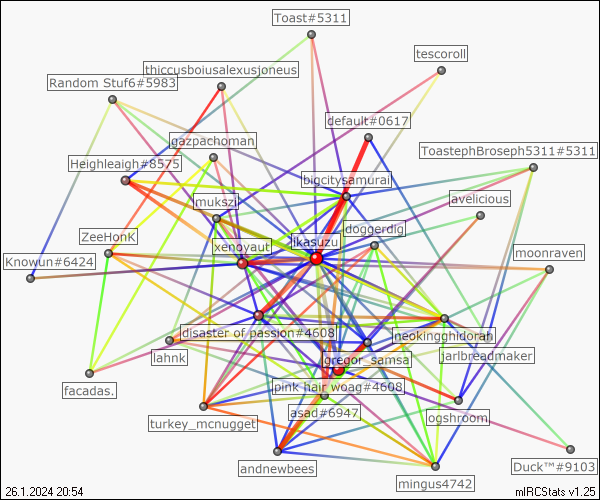 Toast#5311
tescoroll
thiccusboiusalexusjoneus
Random Stuf6#5983
default#0617
gazpachoman
ToastephBroseph5311#5311
Heighleaigh#8575
bigcitysamurai
mukszii
avelicious
doggerdig
ZeeHonK
xenoyaut
likasuzu
moonraven
Knowun#6424
disaster of passion#4608
neokingghidorah
lahnk
gregor_samsa
jarlbreadmaker
pink hair woag#4608
facadas.
asad#6947
ogshroom
turkey_mcnugget
andnewbees
Duck™#9103
mingus4742
26.1.2024 20:54
mIRCStats v1.25